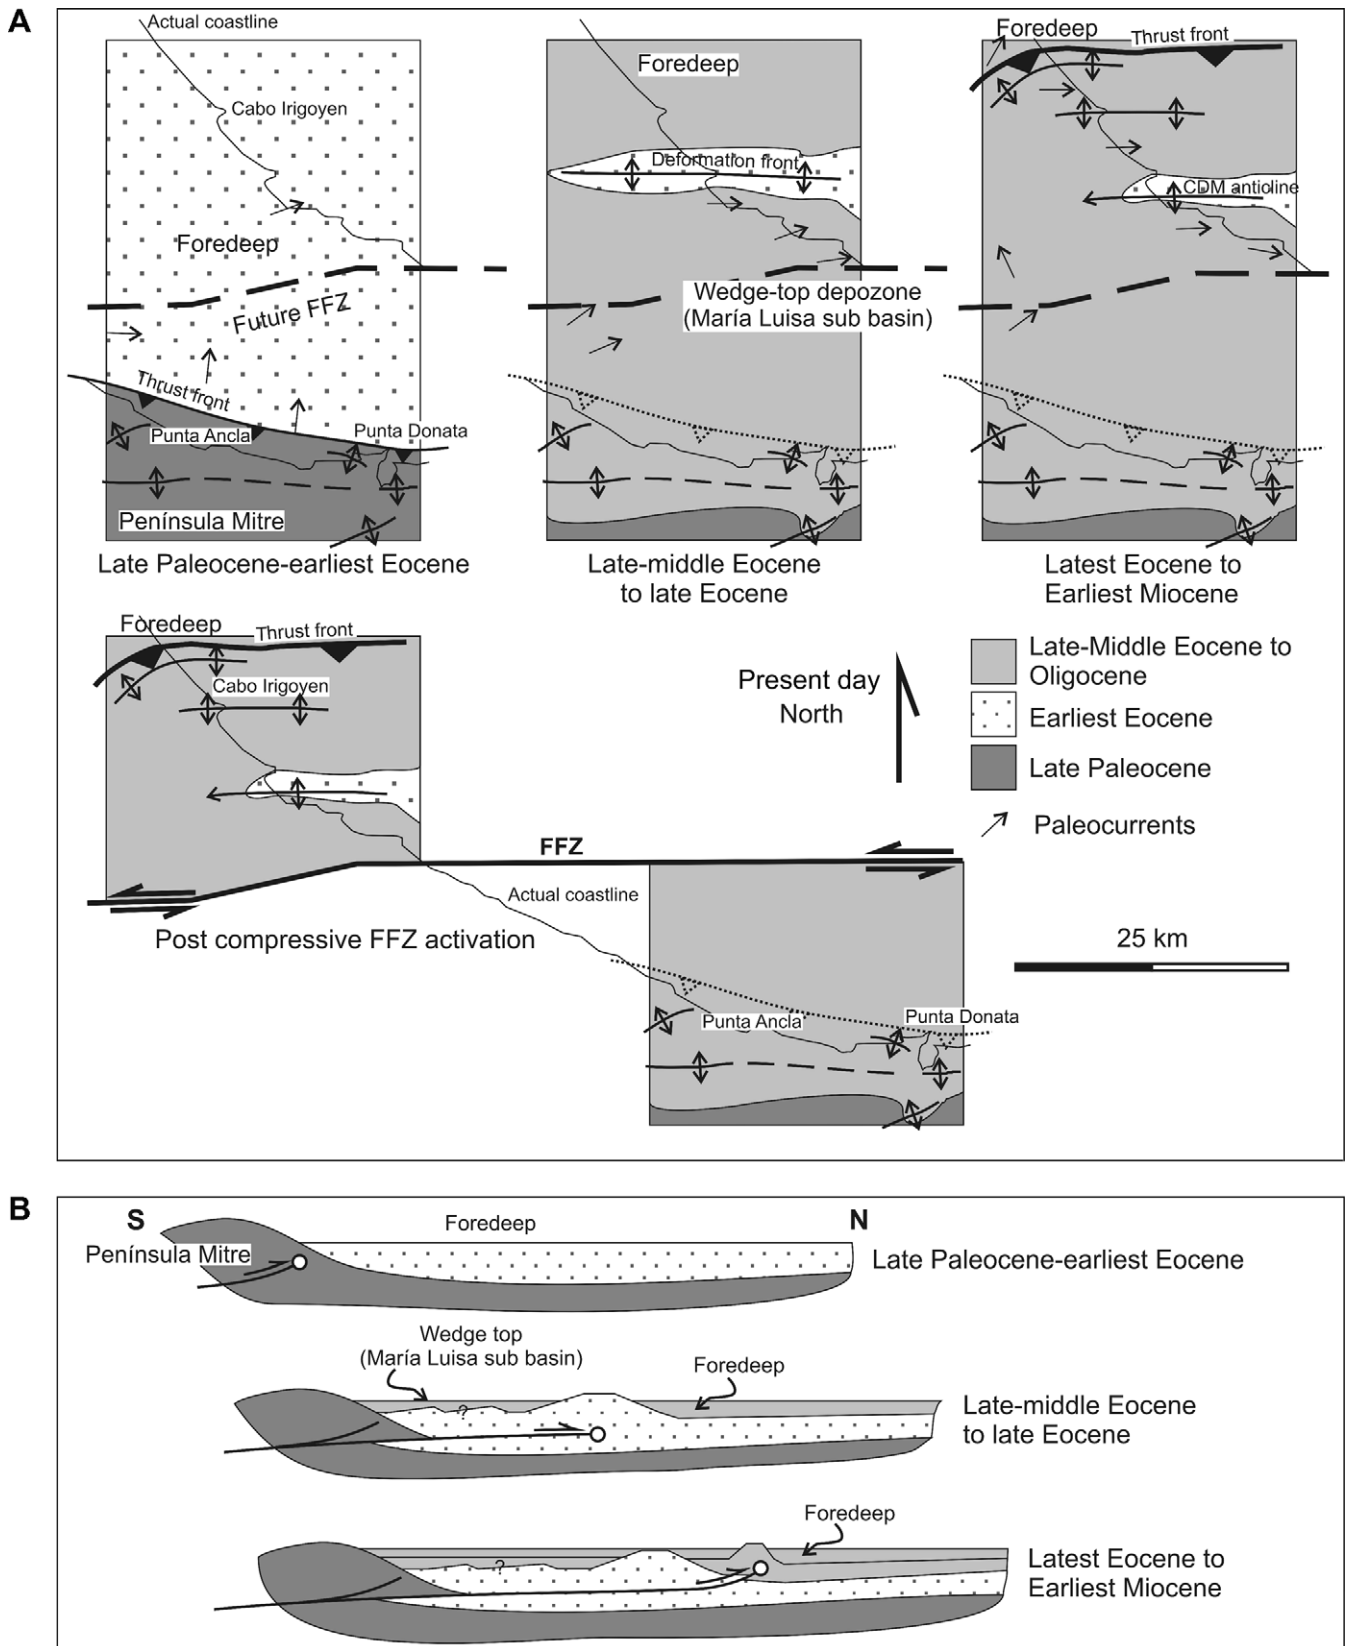 A
Actual coastline
Cabo Irigoyen
Foredeep
Future FFZ
Thrust front
Punta Ancla
Punta Donata
Península Mitre
Late Paleocene-earliest Eocene
Foredeep
Deformation front
Wedge-top depozone
(María Luisa sub basin)
Late-middle Eocene
to late Eocene
Foredeep
Thrust front
CDM antioline
Latest Eocene to
Earliest Miocene
Foredeep
Thrust front
Cabo Irigoyen
FFZ
Actual coastline
Post compressive FFZ activation
Punta Ancla
Punta Donata
Present day
North
Late-Middle Eocene to
Oligocene
Earliest Eocene
Late Paleocene
Paleocurrents
25 km
B
S
N
Península Mitre
Foredeep
Late Paleocene-earliest Eocene
Wedge top
(María Luisa sub basin)
Foredeep
?
Late-middle Eocene
to late Eocene
Foredeep
?
Latest Eocene to
Earliest Miocene